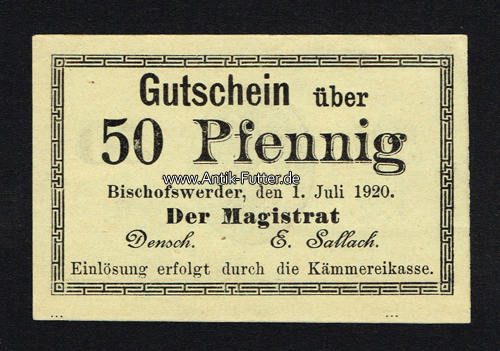 Gutschein über
50 Pfennig
www.Antik-Futter.de
Bischofswerder, den 1. Juli 1920.
Der Magistrat
Densch. E. Sallach.
Einlösung erfolgt durch die Kämmereikasse.